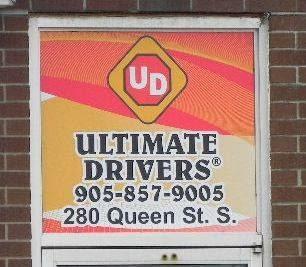 UD
ULTIMATE
DRIVERS®
905-857-9005
280 Queen St. S.